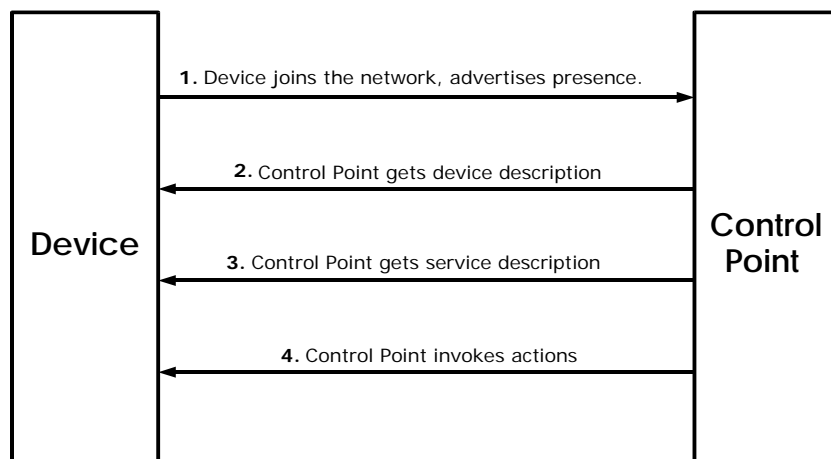 1. Device joins the network, advertises presence.
2. Control Point gets device description
Device
Control
Point
3. Control Point gets service description
4. Control Point invokes actions